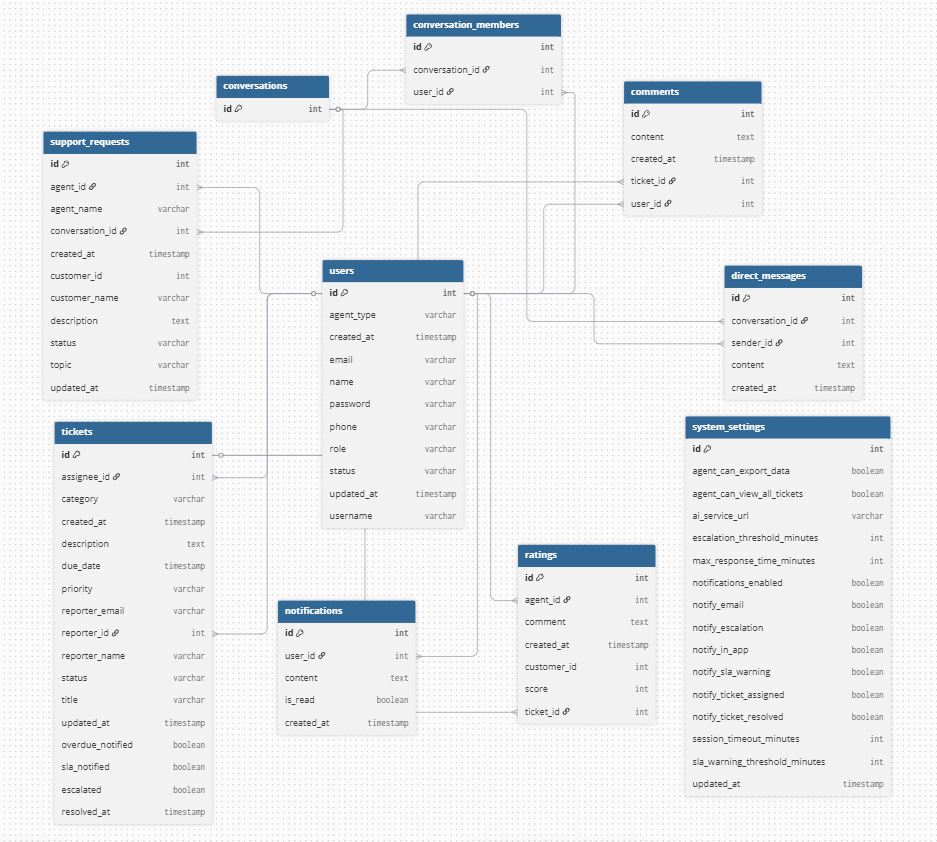 conversation_members
id int
conversation_id int
user_id int
conversations
id int
comments
id int
content text
created_at timestamp
ticket_id int
user_id int
support_requests
id int
agent_id int
agent_name varchar
conversation_id int
created_at timestamp
customer_id int
customer_name varchar
description text
status varchar
topic varchar
updated_at timestamp
users
id int
agent_type varchar
created_at timestamp
email varchar
name varchar
password varchar
phone varchar
role varchar
status varchar
updated_at timestamp
username varchar
direct_messages
id int
conversation_id int
sender_id int
content text
created_at timestamp
tickets
id int
assignee_id int
category varchar
created_at timestamp
description text
due_date timestamp
priority varchar
reporter_email varchar
reporter_id int
reporter_name varchar
status varchar
title varchar
updated_at timestamp
overdue_notified boolean
sla_notified boolean
escalated boolean
resolved_at timestamp
system_settings
id int
agent_can_export_data boolean
agent_can_view_all_tickets boolean
ai_service_url varchar
escalation_threshold_minutes int
max_response_time_minutes int
notifications_enabled boolean
notify_email boolean
notify_escalation boolean
notify_in_app boolean
notify_sla_warning boolean
notify_ticket_assigned boolean
notify_ticket_resolved boolean
session_timeout_minutes int
sla_warning_threshold_minutes int
updated_at timestamp
ratings
id int
agent_id int
comment text
created_at timestamp
customer_id int
score int
ticket_id int
notifications
id int
user_id int
content text
is_read boolean
created_at timestamp